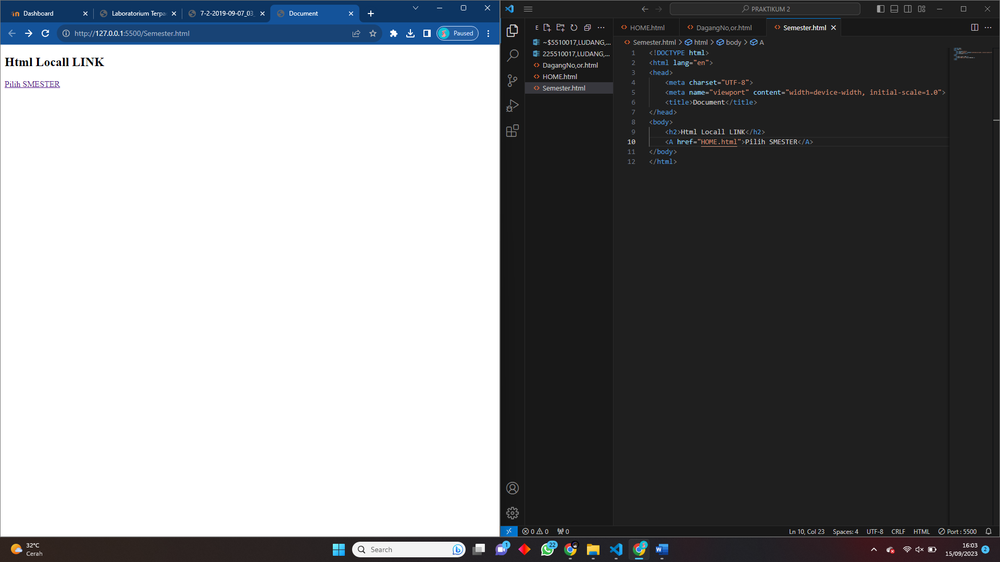 Dashboard
Laboratorium Terpa
7-2-2019-09-07_03_
Document
http://127.0.0.1:5500/Semester.html
Paused
Html Locall LINK
Pilih SMESTER
PRAKTIKUM 2
E
~$5510017,LUDANG,...
225510017,LUDANG,...
DagangNo,or.html
HOME.html
Semester.html
HOME.html
DagangNo,or.html
Semester.html
Semester.html > html > body > A
1 <!DOCTYPE html>
2 <html lang="en">
3 <head>
4 <meta charset="UTF-8">
5 <meta name="viewport" content="width=device-width, initial-scale=1.0">
6 <title>Document</title>
7 </head>
8 <body>
9 <h2>Html Locall LINK</h2>
10 <A href="HOME.html">Pilih SMESTER</A>
11 </body>
12 </html>
0 0 0
Ln 10, Col 23
Spaces: 4
UTF-8
CRLF
HTML
Port : 5500
32°C
Cerah
Search
1
22
16:03
15/09/2023
2